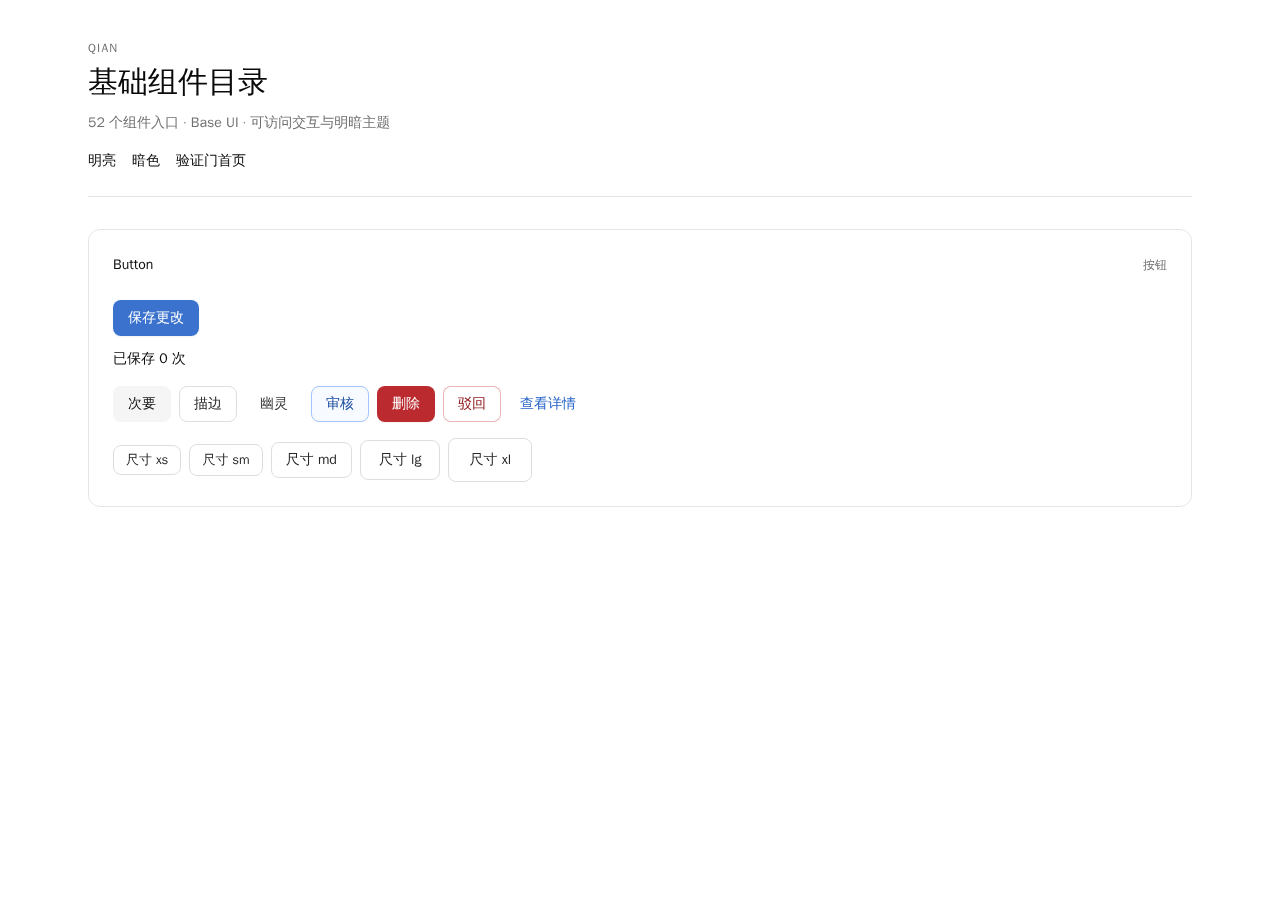 QIAN
基础组件目录
52 个组件入口 · Base UI · 可访问交互与明暗主题
明亮 暗色 验证门首页
Button 按钮
保存更改
已保存 0 次
次要 描边 幽灵 审核 删除 驳回 查看详情
尺寸 xs 尺寸 sm 尺寸 md 尺寸 lg 尺寸 xl